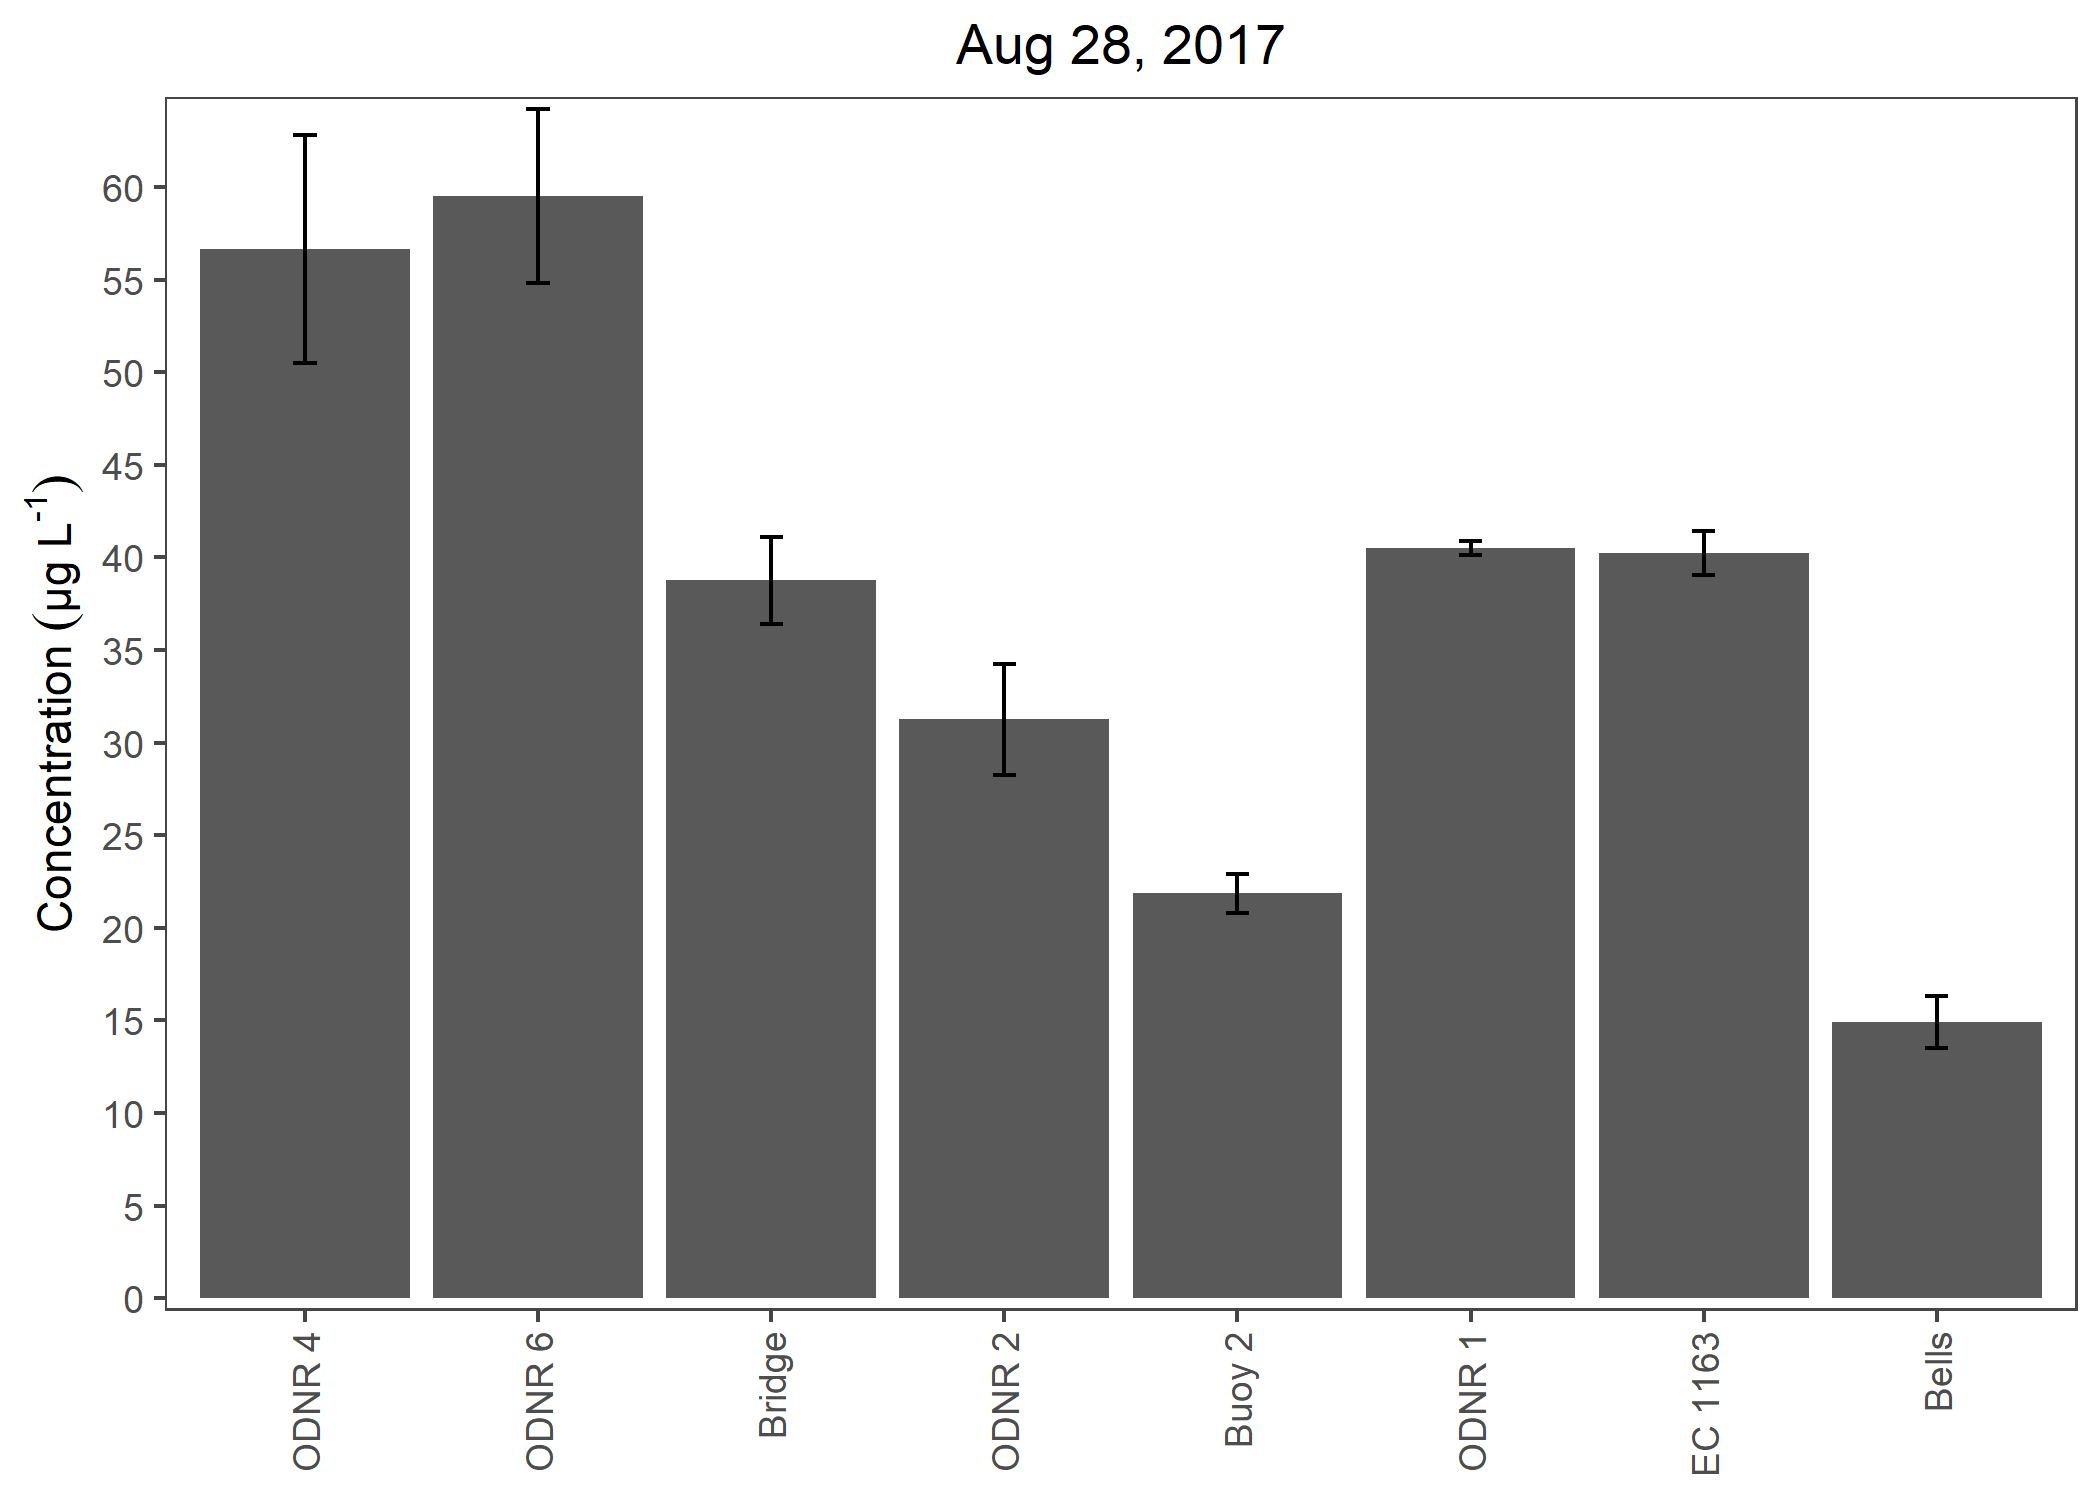 Aug 28, 2017
Concentration (µg L⁻¹)
60
55
50
45
40
35
30
25
20
15
10
5
0
ODNR 4
ODNR 6
Bridge
ODNR 2
Buoy 2
ODNR 1
EC 1163
Bells